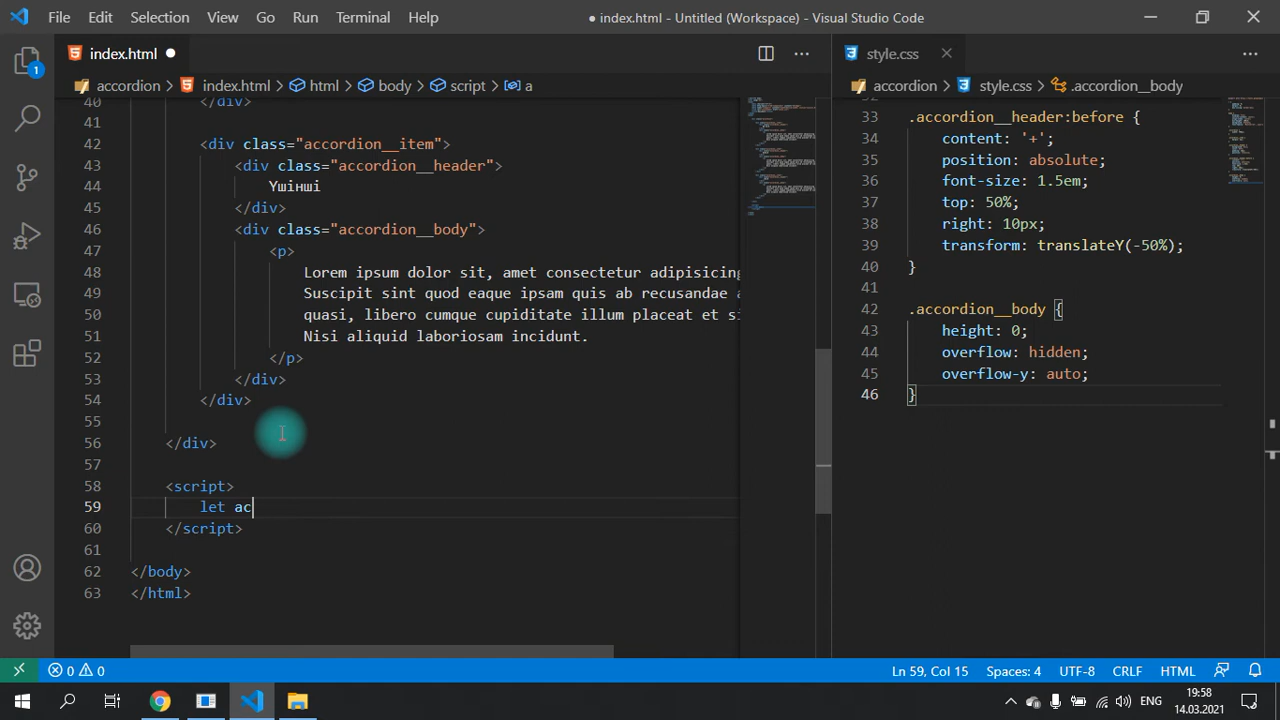 File Edit Selection View Go Run Terminal Help
● index.html - Untitled (Workspace) - Visual Studio Code
index.html ●
style.css
accordion > index.html > html > body > script > a
accordion > style.css > .accordion__body
40 </div>
41
42 <div class="accordion__item">
43 <div class="accordion__header">
44 Үшінші
45 </div>
46 <div class="accordion__body">
47 <p>
48 Lorem ipsum dolor sit, amet consectetur adipisicing
49 Suscipit sint quod eaque ipsam quis ab recusandae
50 quasi, libero cumque cupiditate illum placeat et si
51 Nisi aliquid laboriosam incidunt.
52 </p>
53 </div>
54 </div>
55
56 </div>
57
58 <script>
59 let ac
60 </script>
61
62 </body>
63 </html>
33 .accordion__header:before {
34 content: '+';
35 position: absolute;
36 font-size: 1.5em;
37 top: 50%;
38 right: 10px;
39 transform: translateY(-50%);
40 }
41
42 .accordion__body {
43 height: 0;
44 overflow: hidden;
45 overflow-y: auto;
46 }
1
0 0
Ln 59, Col 15 Spaces: 4 UTF-8 CRLF HTML
ENG
19:58
14.03.2021